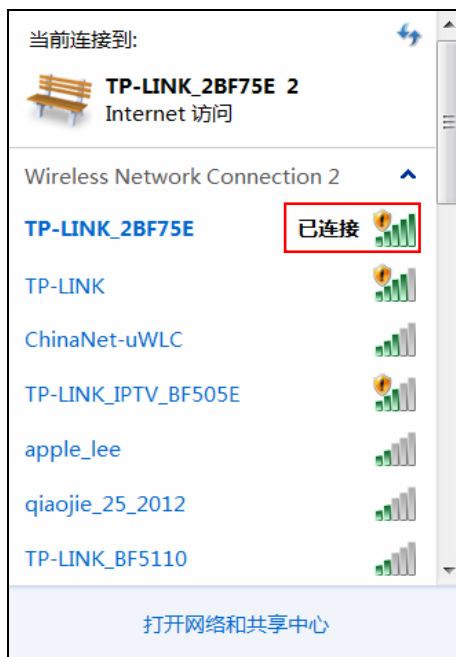 当前连接到:
TP-LINK_2BF75E 2
Internet 访问
Wireless Network Connection 2
TP-LINK_2BF75E 已连接
TP-LINK
ChinaNet-uWLC
TP-LINK_IPTV_BF505E
apple_lee
qiaojie_25_2012
TP-LINK_BF5110
打开网络和共享中心